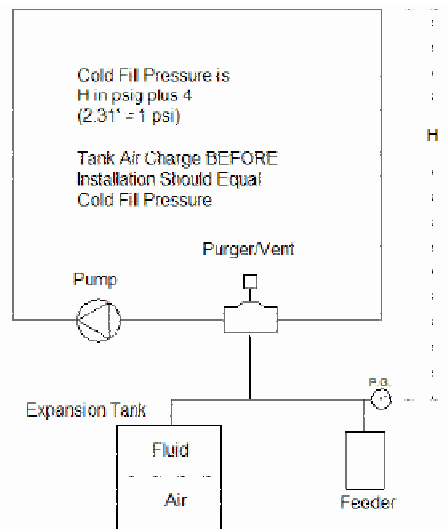 Cold Fill Pressure is
H in psig plus 4
(2.31' = 1 psi)
Tank Air Charge BEFORE
Installation Should Equal
Cold Fill Pressure
H
Purger/Vent
Pump
P.G.
Expansion Tank
Fluid
Air
Feeder